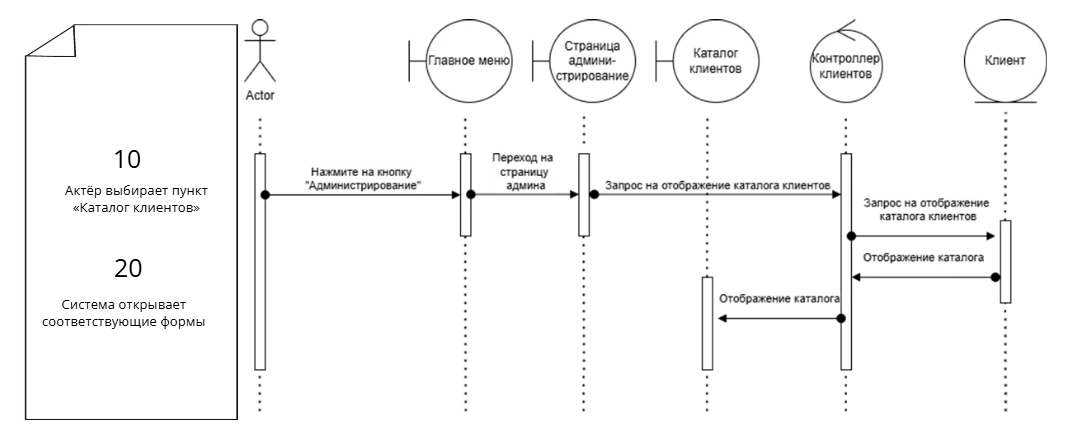 10
Актёр выбирает пункт
«Каталог клиентов»
20
Система открывает
соответствующие формы
Actor
Главное меню
Страница
админи-
стрирование
Каталог
клиентов
Контроллер
клиентов
Клиент
Нажмите на кнопку
"Администрирование"
Переход на
страницу
админа
Запрос на отображение каталога клиентов
Запрос на отображение
каталога клиентов
Отображение каталога
Отображение каталога